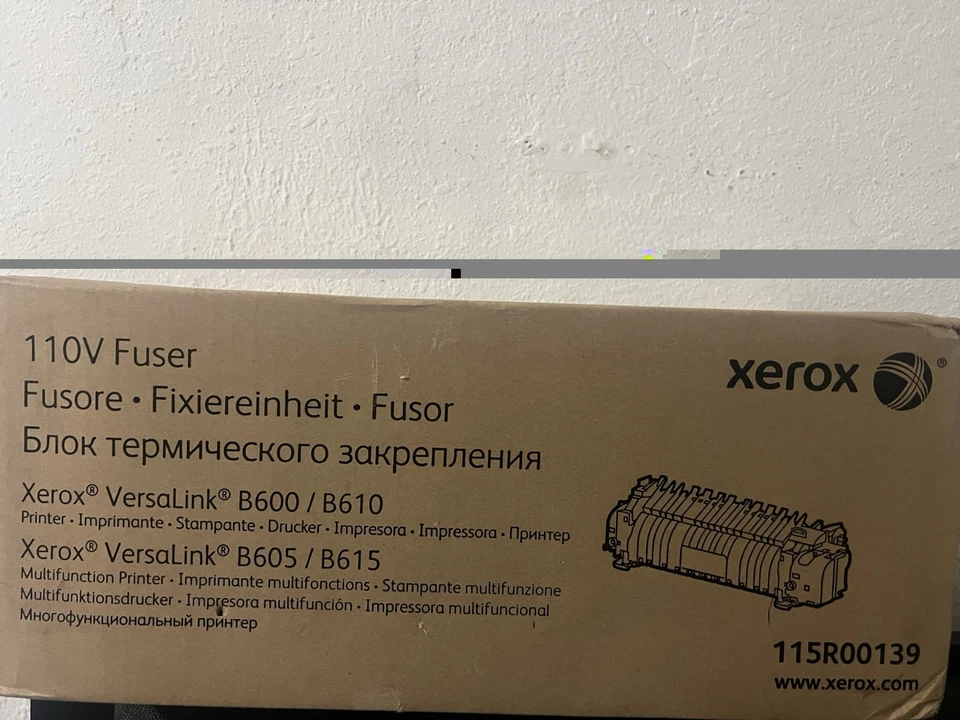 110V Fuser
Fusore • Fixiereinheit • Fusor
Блок термического закрепления
Xerox® VersaLink® B600 / B610
Printer • Imprimante • Stampante • Drucker • Impresora • Impressora • Принтер
Xerox® VersaLink® B605 / B615
Multifunction Printer • Imprimante multifonctions • Stampante multifunzione
Multifunktionsdrucker • Impresora multifunción • Impressora multifuncional
Многофункциональный принтер
xerox ®
115R00139
www.xerox.com